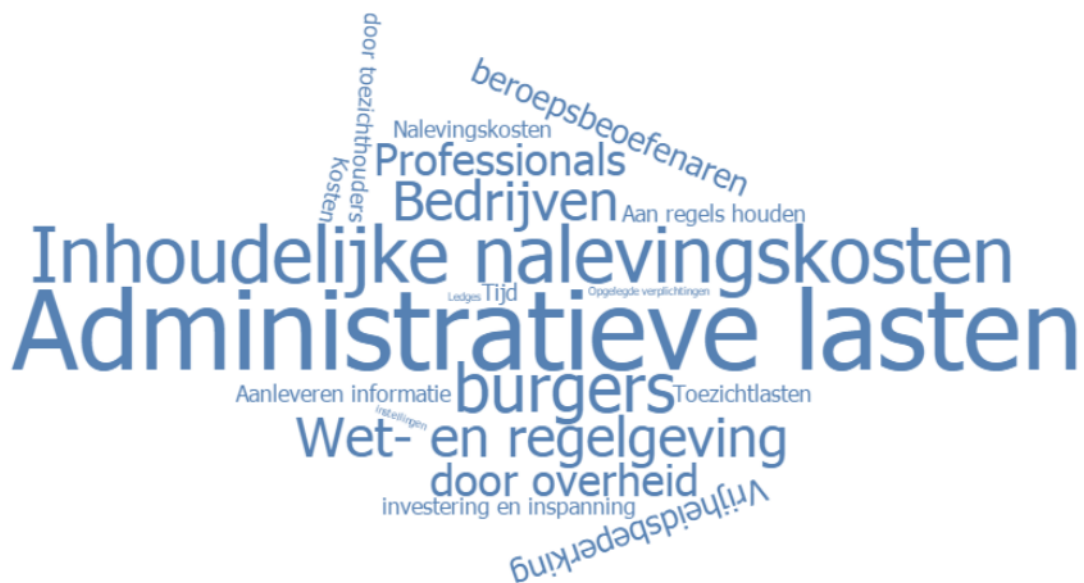 door toezichthouders
beroepsbeoefenaren
Nalevingskosten
Professionals
Kosten
Bedrijven
Aan regels houden
Inhoudelijke nalevingskosten
Ledges
Tijd
Opgelegde verplichtingen
Administratieve lasten
Aanleveren informatie
burgers
Toezichtlasten
instellingen
Wet- en regelgeving
door overheid
investering en inspanning
Vrijheidsbeperking